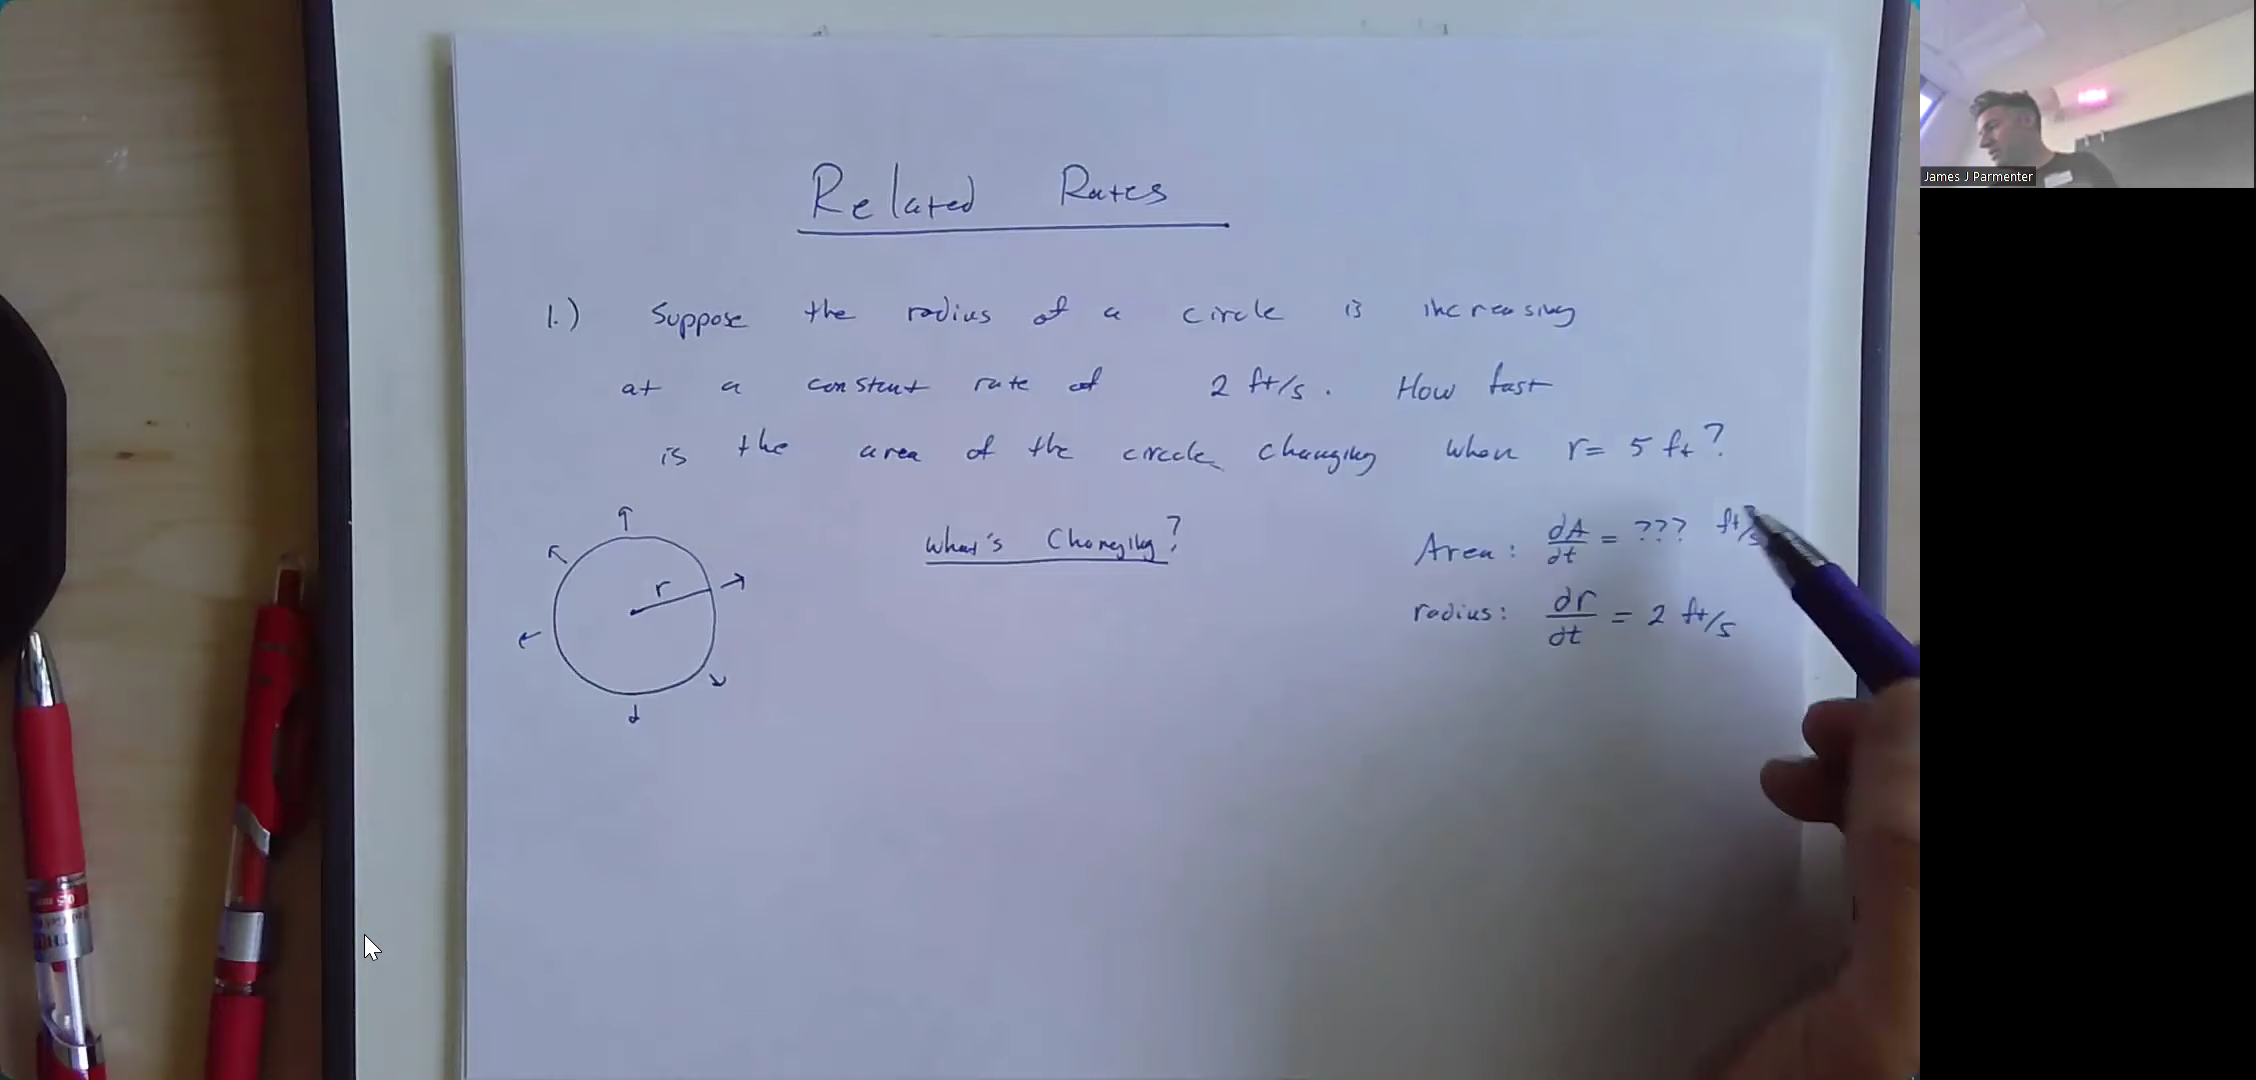 Related Rates
1.) Suppose the radius of a circle is increasing
at a constant rate of 2 ft/s. How fast
is the area of the circle changing when r= 5 ft?
r
What's Changing?
Area: dA/dt = ??? ft²/s
radius: dr/dt = 2 ft/s
James J Parmenter